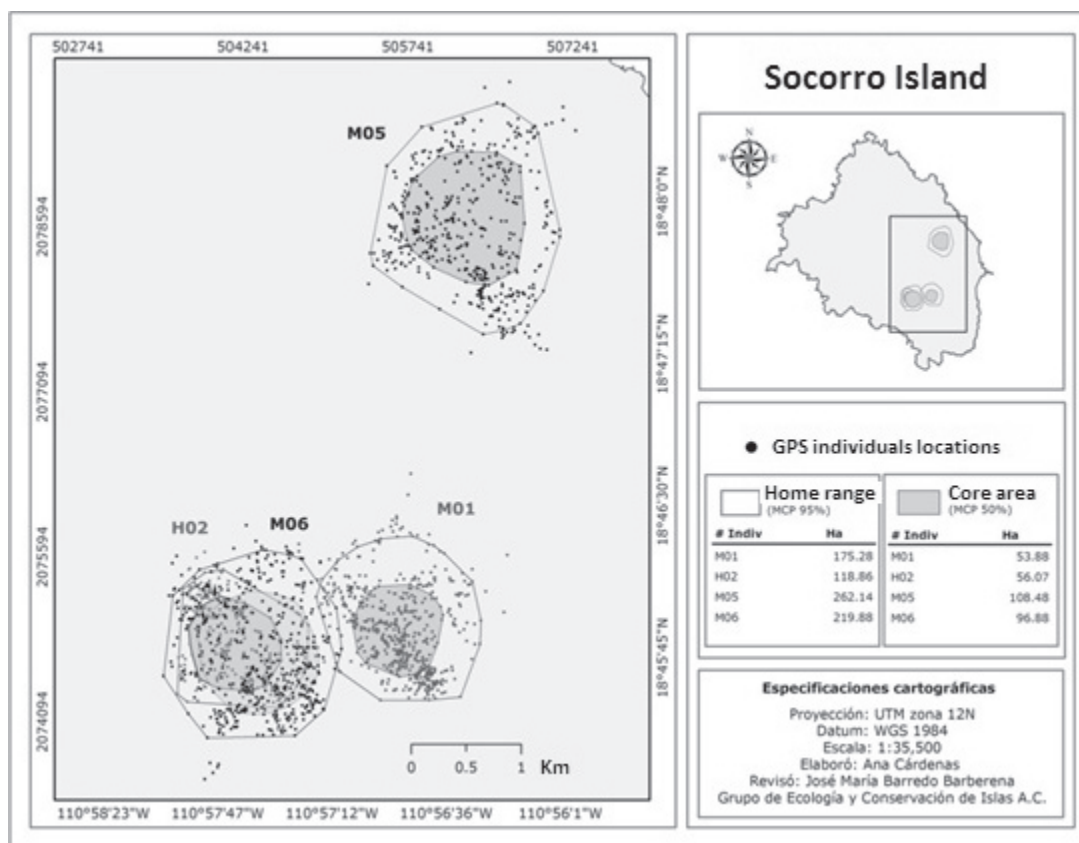 502741 504241 505741 507241
M05
2078594
2077094
2075594
2074094
18°48'0"N
18°47'15"N
18°46'30"N
18°45'45"N
H02 M06 M01
0 0.5 1 Km
110°58'23"W 110°57'47"W 110°57'12"W 110°56'36"W 110°56'1"W
Socorro Island
N
W E
S
GPS individuals locations
Home range
(MCP 95%)
# Indiv Ha
M01 175.28
H02 118.86
M05 262.14
M06 219.88
Core area
(MCP 50%)
# Indiv Ha
M01 53.88
H02 56.07
M05 108.48
M06 96.88
Especificaciones cartográficas
Proyección: UTM zona 12N
Datum: WGS 1984
Escala: 1:35,500
Elaboró: Ana Cárdenas
Revisó: José María Barredo Barberena
Grupo de Ecología y Conservación de Islas A.C.